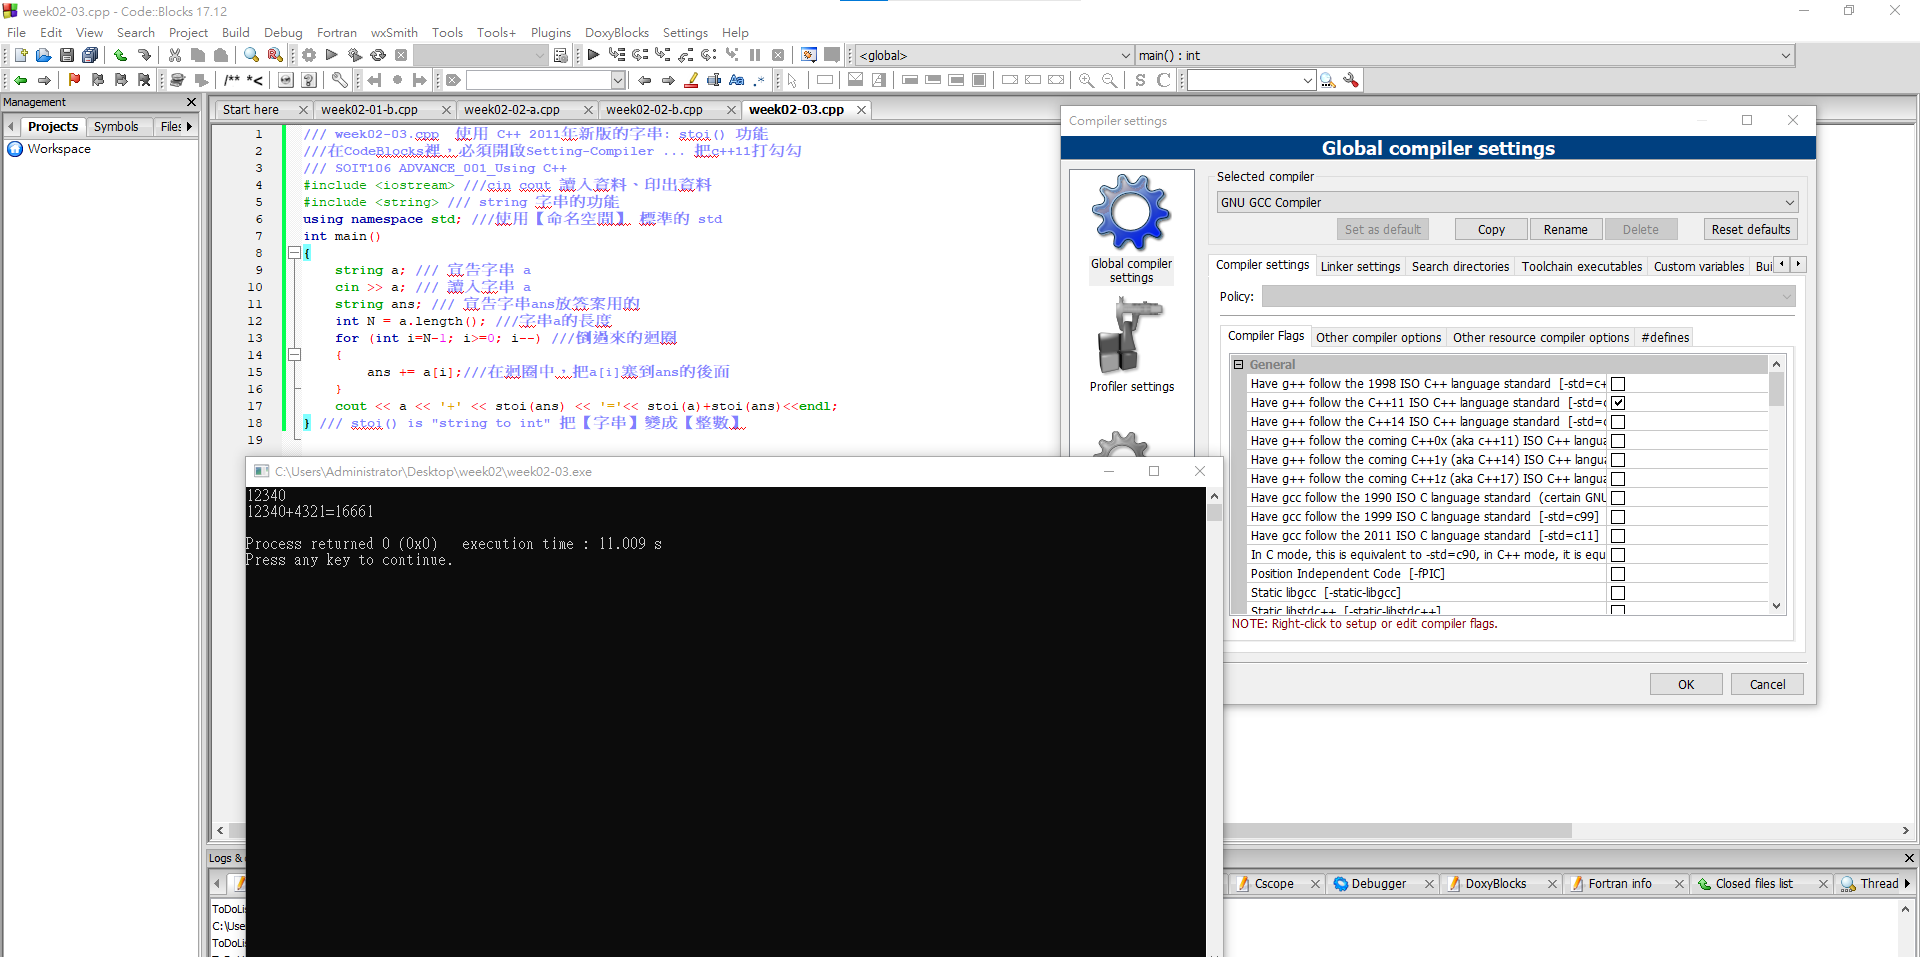 week02-03.cpp - Code::Blocks 17.12
File Edit View Search Project Build Debug Fortran wxSmith Tools Tools+ Plugins DoxyBlocks Settings Help
<global> main() : int
/** *<
Aa .*
S C
Management
Projects Symbols Files
Workspace
Start here week02-01-b.cpp week02-02-a.cpp week02-02-b.cpp week02-03.cpp
1 /// week02-03.cpp 使用 C++ 2011年新版的字串: stoi() 功能
2 ///在CodeBlocks裡，必須開啟Setting-Compiler ... 把c++11打勾勾
3 /// SOIT106 ADVANCE_001_Using C++
4 #include <iostream> ///cin cout 讀入資料、印出資料
5 #include <string> /// string 字串的功能
6 using namespace std; ///使用【命名空間】 標準的 std
7 int main()
8 {
9 string a; /// 宣告字串 a
10 cin >> a; /// 讀入字串 a
11 string ans; /// 宣告字串ans放答案用的
12 int N = a.length(); ///字串a的長度
13 for (int i=N-1; i>=0; i--) ///倒過來的迴圈
14 {
15 ans += a[i];///在迴圈中，把a[i]塞到ans的後面
16 }
17 cout << a << '+' << stoi(ans) << '='<< stoi(a)+stoi(ans)<<endl;
18 } /// stoi() is "string to int" 把【字串】變成【整數】
19
C:\Users\Administrator\Desktop\week02\week02-03.exe
12340
12340+4321=16661
Process returned 0 (0x0) execution time : 11.009 s
Press any key to continue.
Compiler settings
Global compiler settings
Global compiler
settings
Profiler settings
Selected compiler
GNU GCC Compiler
Set as default Copy Rename Delete Reset defaults
Compiler settings Linker settings Search directories Toolchain executables Custom variables Bui
Policy:
Compiler Flags Other compiler options Other resource compiler options #defines
General
Have g++ follow the 1998 ISO C++ language standard [-std=c+
Have g++ follow the C++11 ISO C++ language standard [-std=c
Have g++ follow the C++14 ISO C++ language standard [-std=c
Have g++ follow the coming C++0x (aka c++11) ISO C++ langua
Have g++ follow the coming C++1y (aka C++14) ISO C++ langua
Have g++ follow the coming C++1z (aka C++17) ISO C++ langua
Have gcc follow the 1990 ISO C language standard (certain GNU
Have gcc follow the 1999 ISO C language standard [-std=c99]
Have gcc follow the 2011 ISO C language standard [-std=c11]
In C mode, this is equivalent to -std=c90, in C++ mode, it is equ
Position Independent Code [-fPIC]
Static libgcc [-static-libgcc]
Static libstdc++ [-static-libstdc++]
NOTE: Right-click to setup or edit compiler flags.
OK Cancel
Logs &
Cscope Debugger DoxyBlocks Fortran info Closed files list Thread
ToDoLis
C:\Use
ToDoLis